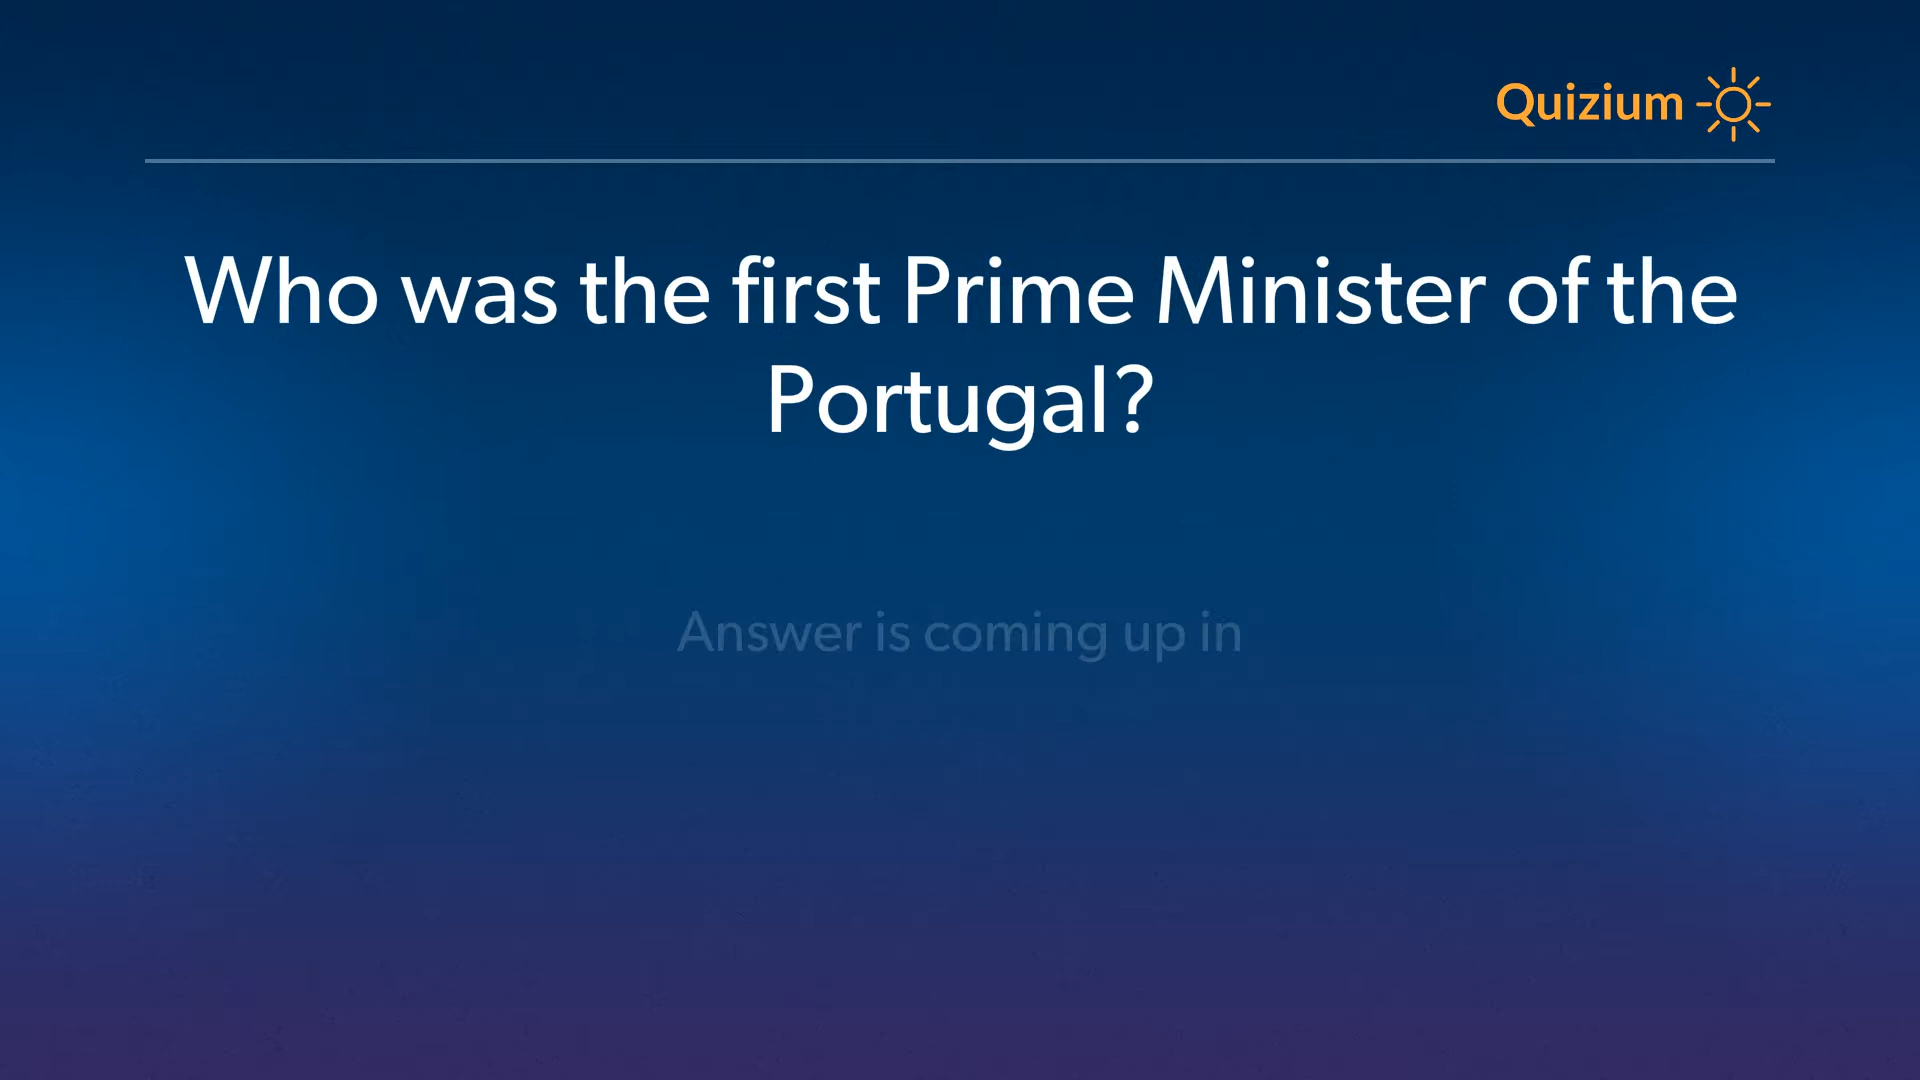 Quizium
Who was the first Prime Minister of the
Portugal?
Answer is coming up in